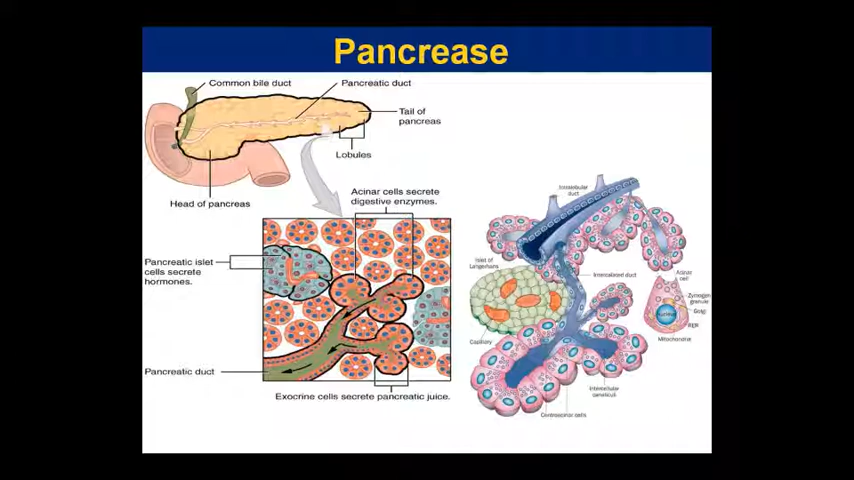 Pancrease
Common bile duct
Pancreatic duct
Tail of
pancreas
Lobules
Head of pancreas
Acinar cells secrete
digestive enzymes.
Pancreatic islet
cells secrete
hormones.
Pancreatic duct
Exocrine cells secrete pancreatic juice.
Intralobular
duct
Islet of
Langerhans
Intercalated duct
Acinar
cell
Zymogen
granule
Golgi
Nucleus
RER
Mitochondria
Capillary
Intercellular
canaliculi
Centroacinar cells